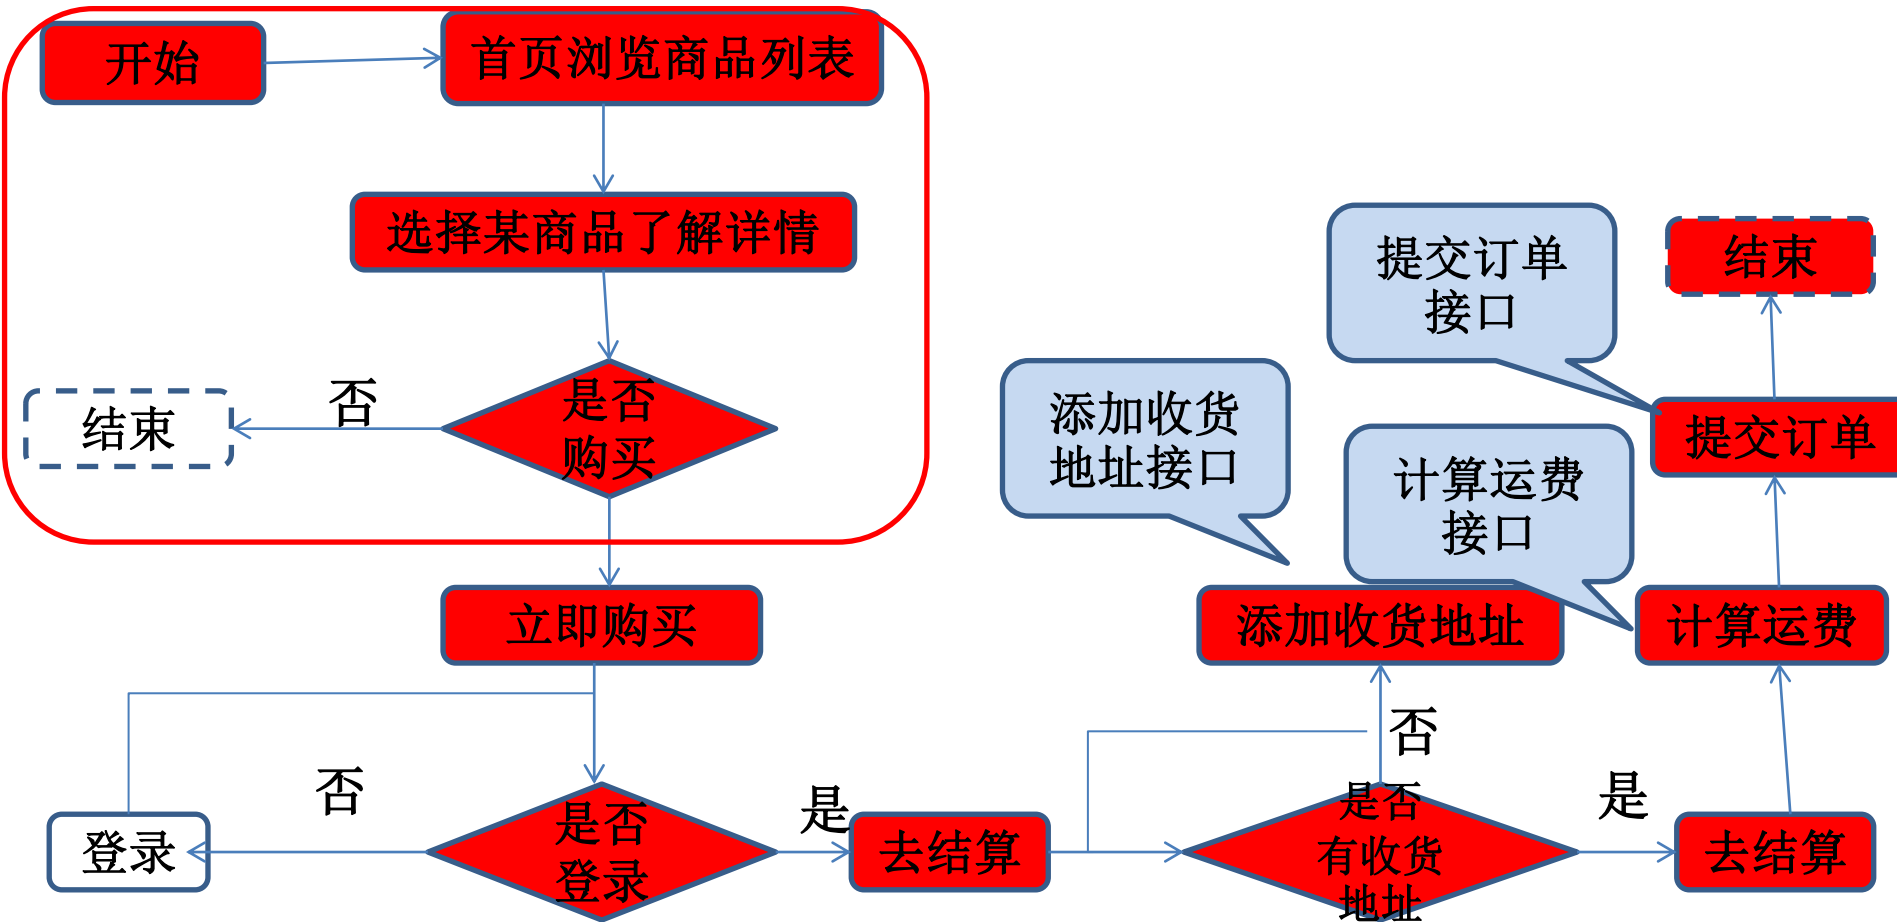 开始
首页浏览商品列表
选择某商品了解详情
是否
购买
否
结束
立即购买
是否
登录
否
登录
是
去结算
是否
有收货
地址
否
添加收货地址
添加收货
地址接口
是
去结算
计算运费
计算运费
接口
提交订单
提交订单
接口
结束